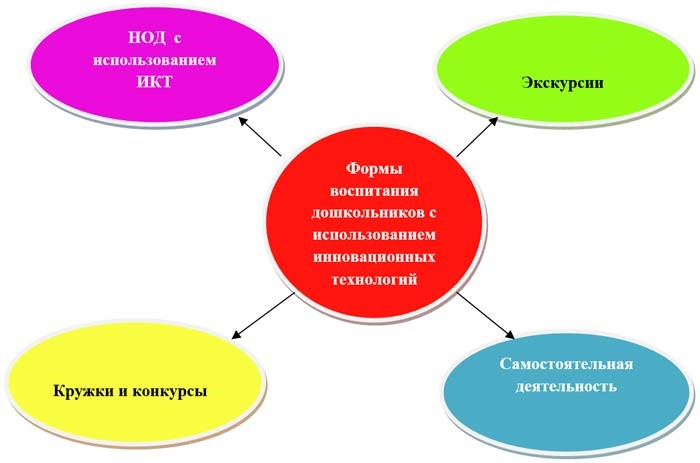 НОД с
использованием
ИКТ
Экскурсии
Формы
воспитания
дошкольников с
использованием
инновационных
технологий
Кружки и конкурсы
Самостоятельная
деятельность